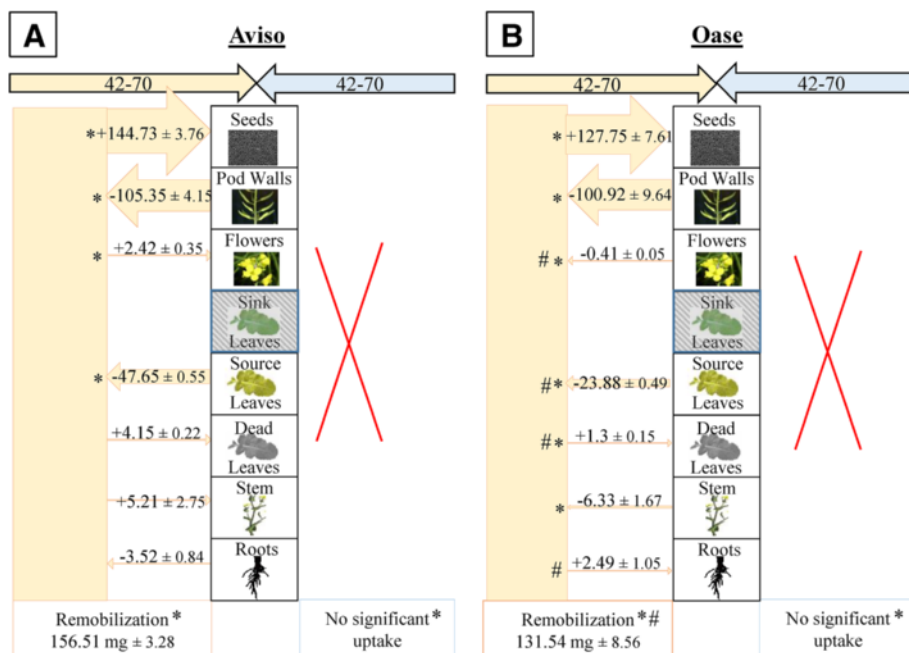 A
Aviso
42-70
42-70
Seeds
*+144.73 ± 3.76
Pod Walls
* -105.35 ± 4.15
Flowers
* +2.42 ± 0.35
Sink
Leaves
Source
Leaves
* -47.65 ± 0.55
Dead
Leaves
+4.15 ± 0.22
Stem
+5.21 ± 2.75
Roots
-3.52 ± 0.84
Remobilization *
156.51 mg ± 3.28
No significant *
uptake
B
Oase
42-70
42-70
Seeds
* +127.75 ± 7.61
Pod Walls
* -100.92 ± 9.64
Flowers
# * -0.41 ± 0.05
Sink
Leaves
Source
Leaves
# * -23.88 ± 0.49
Dead
Leaves
# * +1.3 ± 0.15
Stem
* -6.33 ± 1.67
Roots
# +2.49 ± 1.05
Remobilization *#
131.54 mg ± 8.56
No significant *
uptake